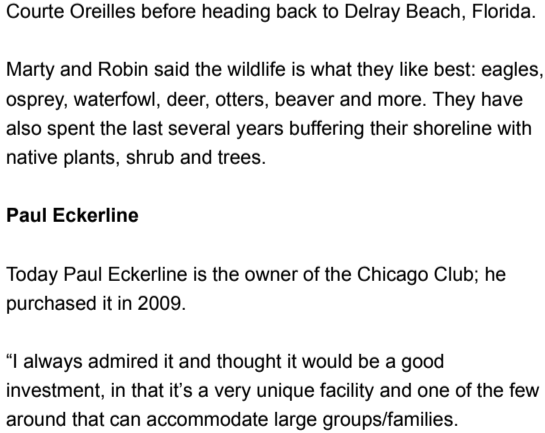 Courte Oreilles before heading back to Delray Beach, Florida.
Marty and Robin said the wildlife is what they like best: eagles,
osprey, waterfowl, deer, otters, beaver and more. They have
also spent the last several years buffering their shoreline with
native plants, shrub and trees.
Paul Eckerline
Today Paul Eckerline is the owner of the Chicago Club; he
purchased it in 2009.
“I always admired it and thought it would be a good
investment, in that it’s a very unique facility and one of the few
around that can accommodate large groups/families.